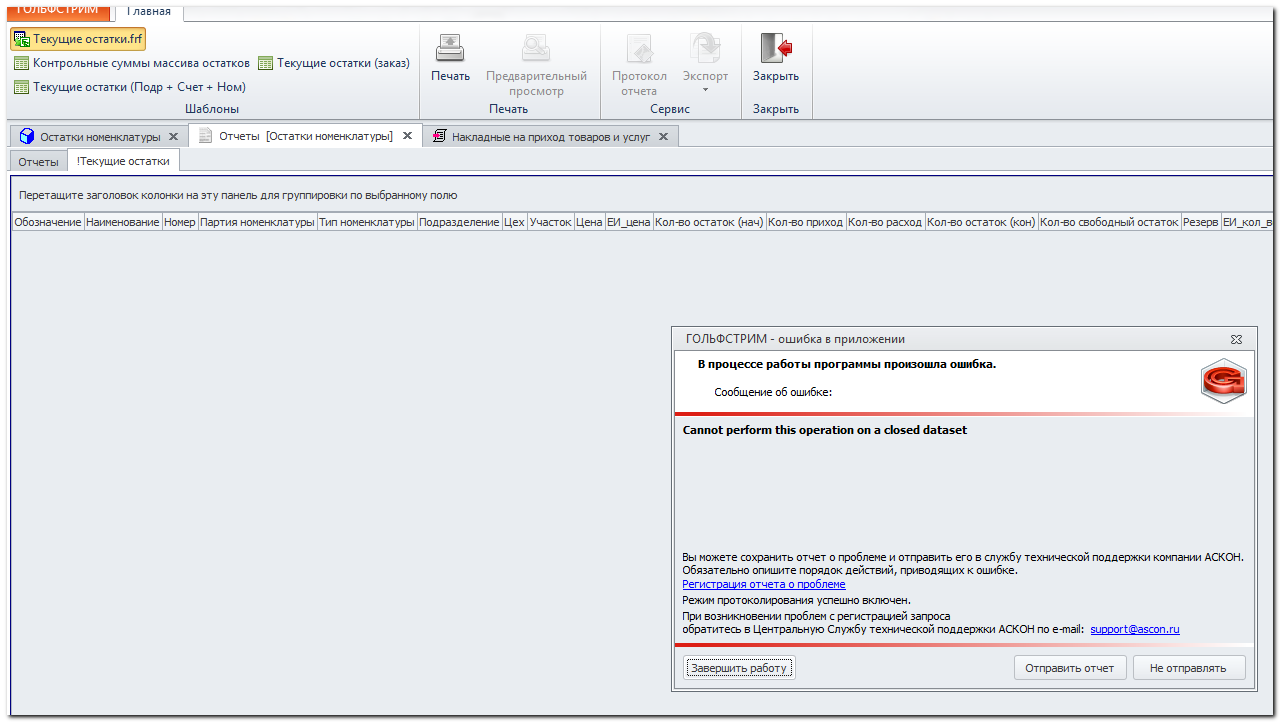 ГОЛЬФСТРИМ Главная
Текущие остатки.frf
Контрольные суммы массива остатков Текущие остатки (заказ)
Текущие остатки (Подр + Счет + Ном)
Шаблоны
Печать Предварительный просмотр
Печать
Протокол отчета Экспорт
Сервис
Закрыть
Закрыть
Остатки номенклатуры Отчеты [Остатки номенклатуры] Накладные на приход товаров и услуг
Отчеты !Текущие остатки
Перетащите заголовок колонки на эту панель для группировки по выбранному полю
Обозначение Наименование Номер Партия номенклатуры Тип номенклатуры Подразделение Цех Участок Цена ЕИ_цена Кол-во остаток (нач) Кол-во приход Кол-во расход Кол-во остаток (кон) Кол-во свободный остаток Резерв ЕИ_кол_в
ГОЛЬФСТРИМ - ошибка в приложении
В процессе работы программы произошла ошибка.
Сообщение об ошибке:
Cannot perform this operation on a closed dataset
Вы можете сохранить отчет о проблеме и отправить его в службу технической поддержки компании АСКОН.
Обязательно опишите порядок действий, приводящих к ошибке.
Регистрация отчета о проблеме
Режим протоколирования успешно включен.
При возникновении проблем с регистрацией запроса
обратитесь в Центральную Службу технической поддержки АСКОН по e-mail: support@ascon.ru
Завершить работу Отправить отчет Не отправлять